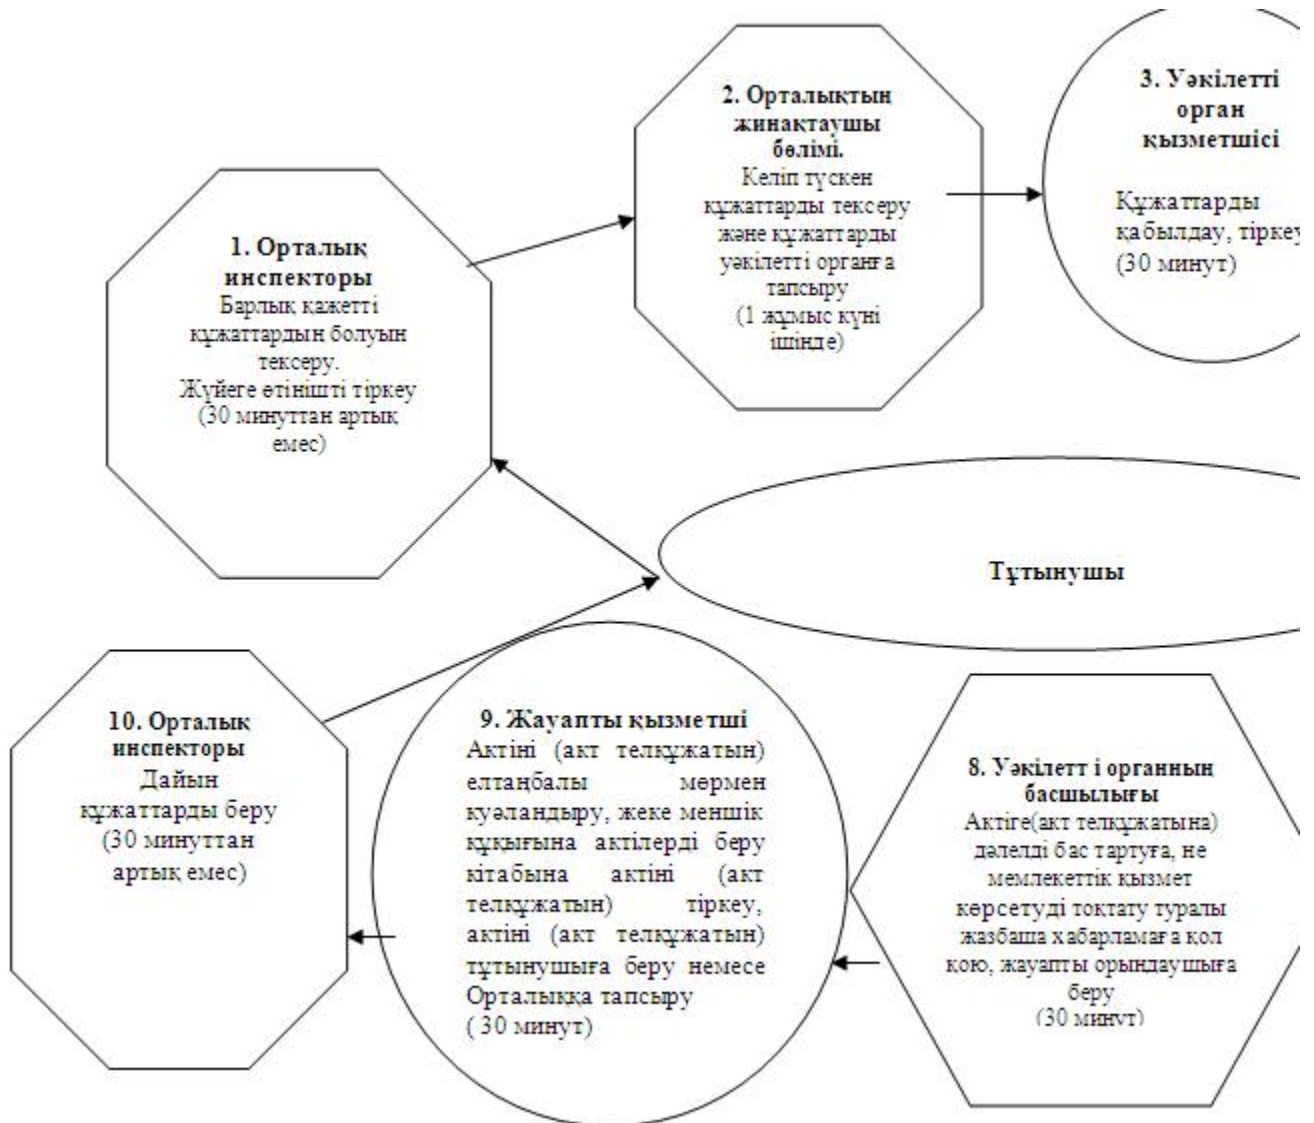 1. Орталық
инспекторы
Барлық қажетті
құжаттардың болуын
тексеру.
Жүйеге өтінішті тіркеу
(30 минуттан артық
емес)
2. Орталықтың
жинақтаушы
бөлімі.
Келіп түскен
құжаттарды тексеру
және құжаттарды
уәкілетті органға
тапсыру
(1 жұмыс күні
ішінде)
3. Уәкілетті
орган
қызметшісі
Құжаттарды
қабылдау, тіркеу
(30 минут)
Тұтынушы
10. Орталық
инспекторы
Дайын
құжаттарды беру
(30 минуттан
артық емес)
9. Жауапты қызметші
Актіні (акт телқұжатын)
елтаңбалы мөрмен
куәландыру, жеке меншік
құқығына актілерді беру
кітабына актіні (акт
телқұжатын) тіркеу,
актіні (акт телқұжатын)
тұтынушыға беру немесе
Орталыққа тапсыру
( 30 минут)
8. Уәкілетт і органның
басшылығы
Актіге(акт телқұжатына)
дәлелді бас тартуға, не
мемлекеттік қызмет
көрсетуді тоқтату туралы
жазбаша хабарламаға қол
қою, жауапты орындаушыға
беру
(30 минут)